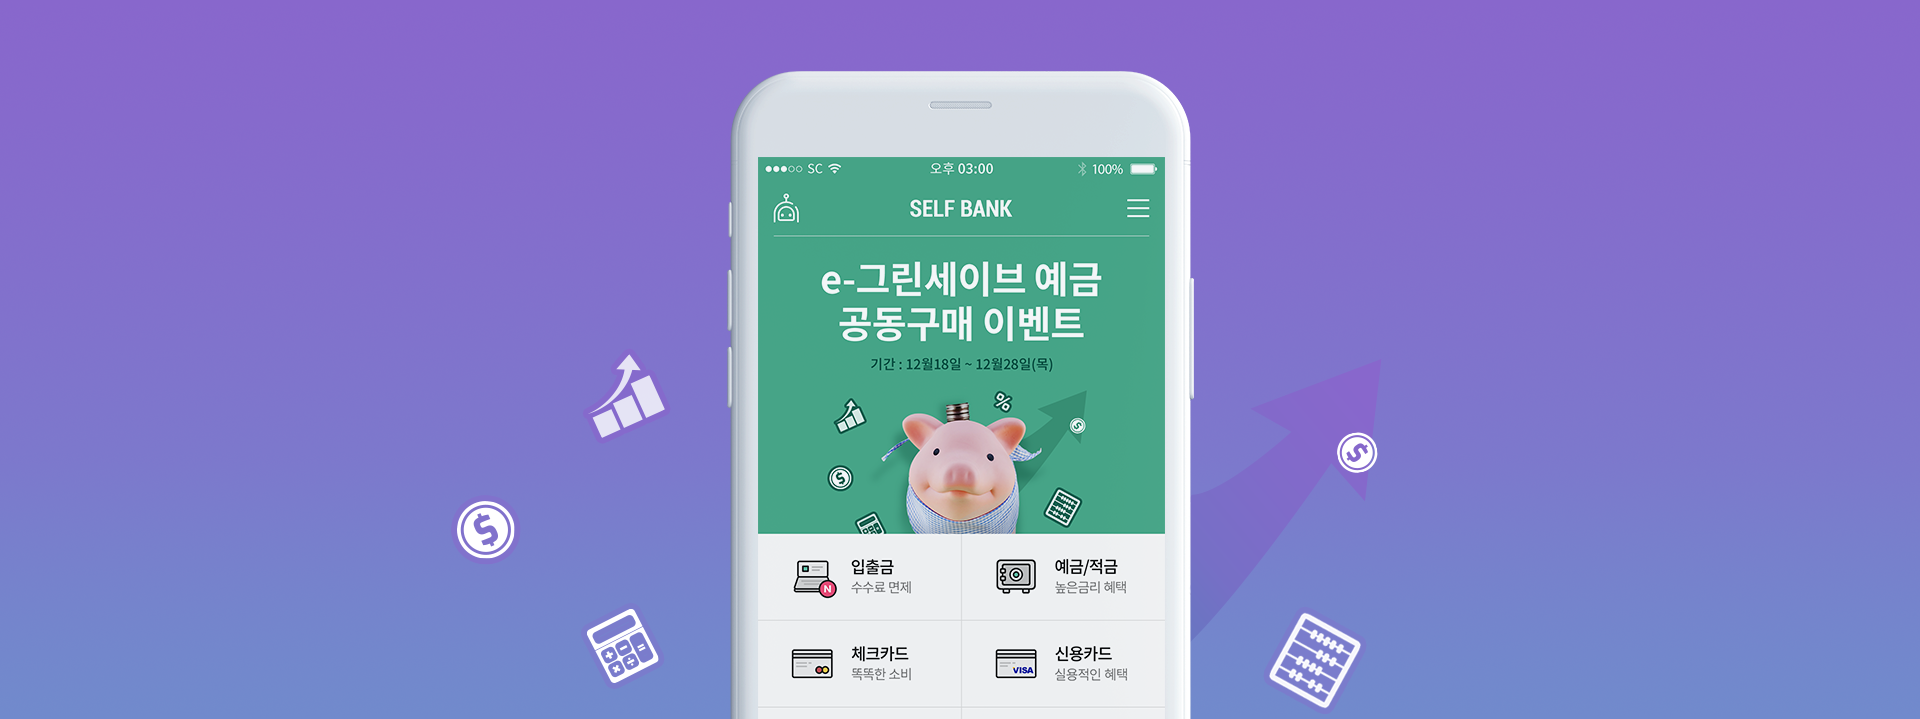 SC 오후 03:00 100%
SELF BANK
e-그린세이브 예금
공동구매 이벤트
기간 : 12월18일 ~ 12월28일(목)
입출금
수수료 면제
N
예금/적금
높은금리 혜택
체크카드
똑똑한 소비
신용카드
실용적인 혜택
VISA